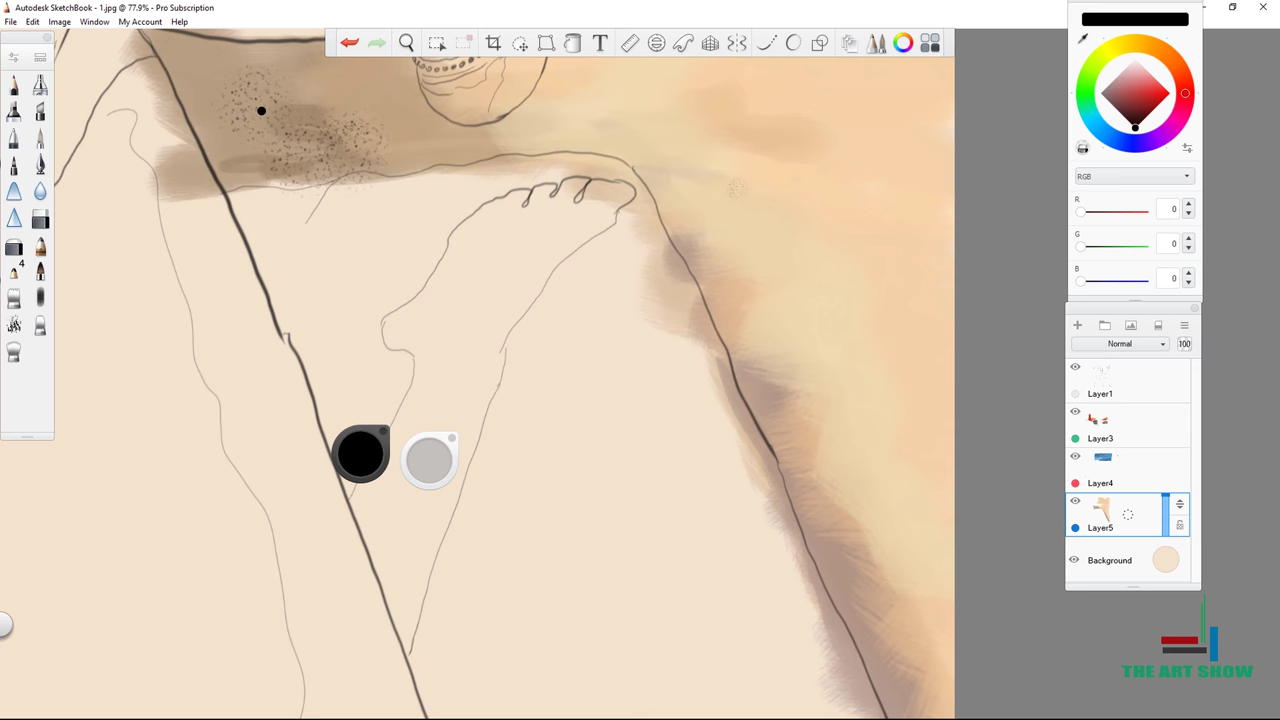 Autodesk SketchBook - 1.jpg @ 77.9% - Pro Subscription
File Edit Image Window My Account Help
4
RGB
R 0
G 0
B 0
Normal 100
Layer1
Layer3
Layer4
Layer5
Background
THE ART SHOW